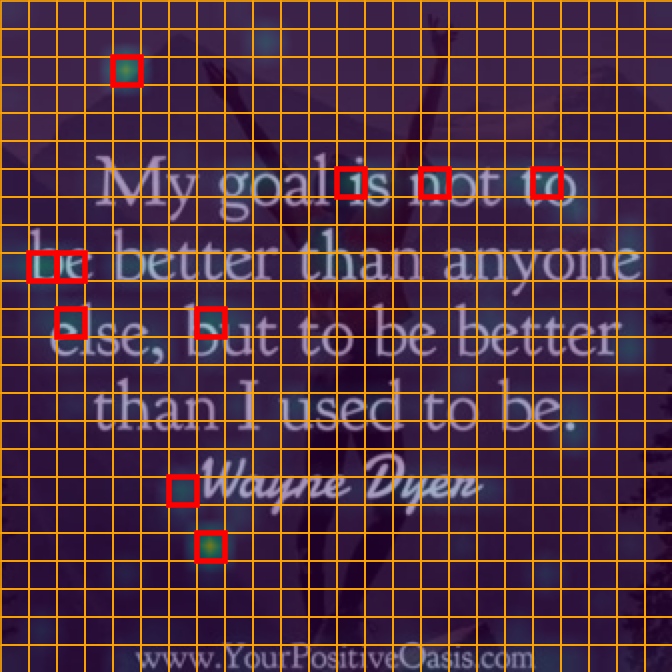 My goal is not to
be better than anyone
else, but to be better
than I used to be.
Wayne Dyer
www.YourPositiveOasis.com